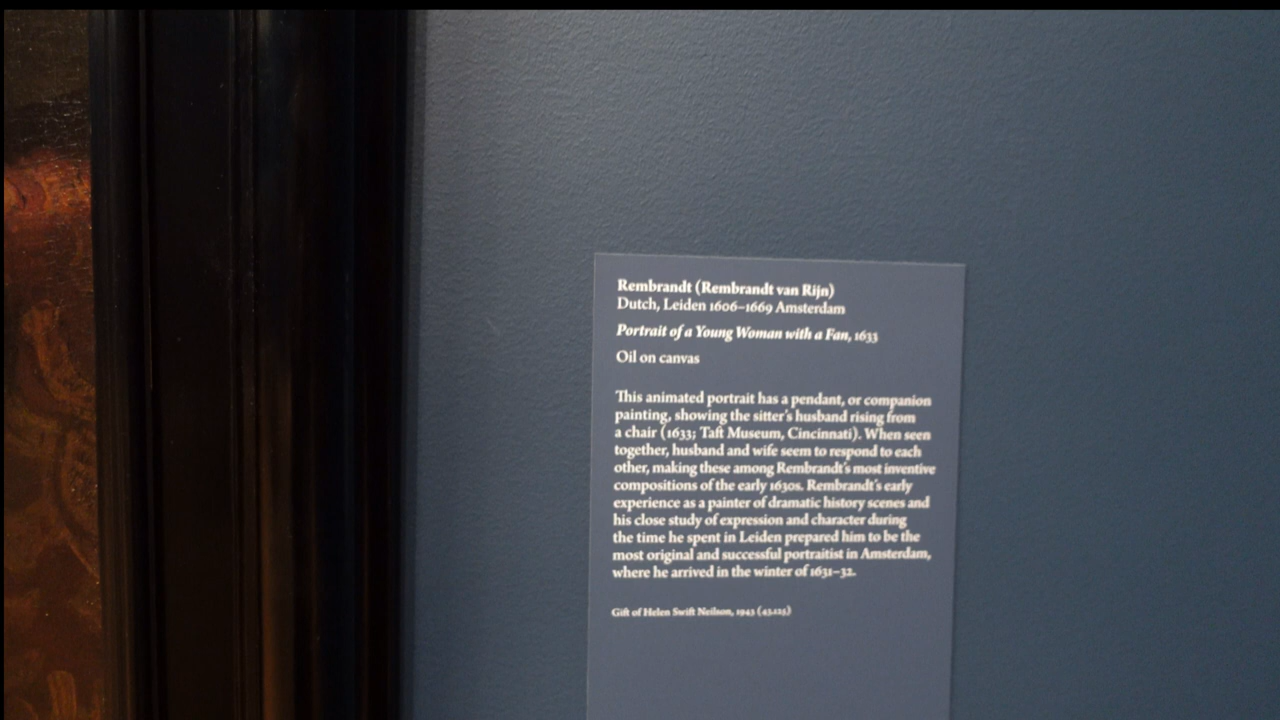 Rembrandt (Rembrandt van Rijn)
Dutch, Leiden 1606–1669 Amsterdam
Portrait of a Young Woman with a Fan, 1633
Oil on canvas
This animated portrait has a pendant, or companion
painting, showing the sitter's husband rising from
a chair (1633; Taft Museum, Cincinnati). When seen
together, husband and wife seem to respond to each
other, making these among Rembrandt's most inventive
compositions of the early 1630s. Rembrandt's early
experience as a painter of dramatic history scenes and
his close study of expression and character during
the time he spent in Leiden prepared him to be the
most original and successful portraitist in Amsterdam,
where he arrived in the winter of 1631–32.
Gift of Helen Swift Neilson, 1943 (43.125)